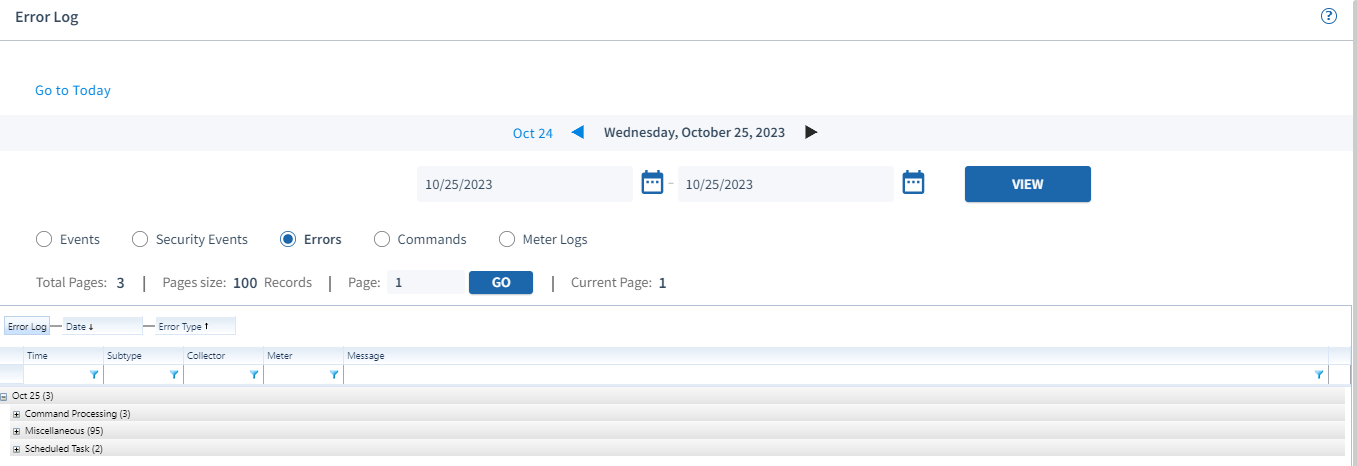 Error Log
?
Go to Today
Oct 24 ◀ Wednesday, October 25, 2023 ▶
10/25/2023 - 10/25/2023 VIEW
Events Security Events Errors Commands Meter Logs
Total Pages: 3 | Pages size: 100 Records | Page: 1 GO | Current Page: 1
Error Log Date ↓ Error Type ↑
Time Subtype Collector Meter Message
Oct 25 (3)
Command Processing (3)
Miscellaneous (95)
Scheduled Task (2)